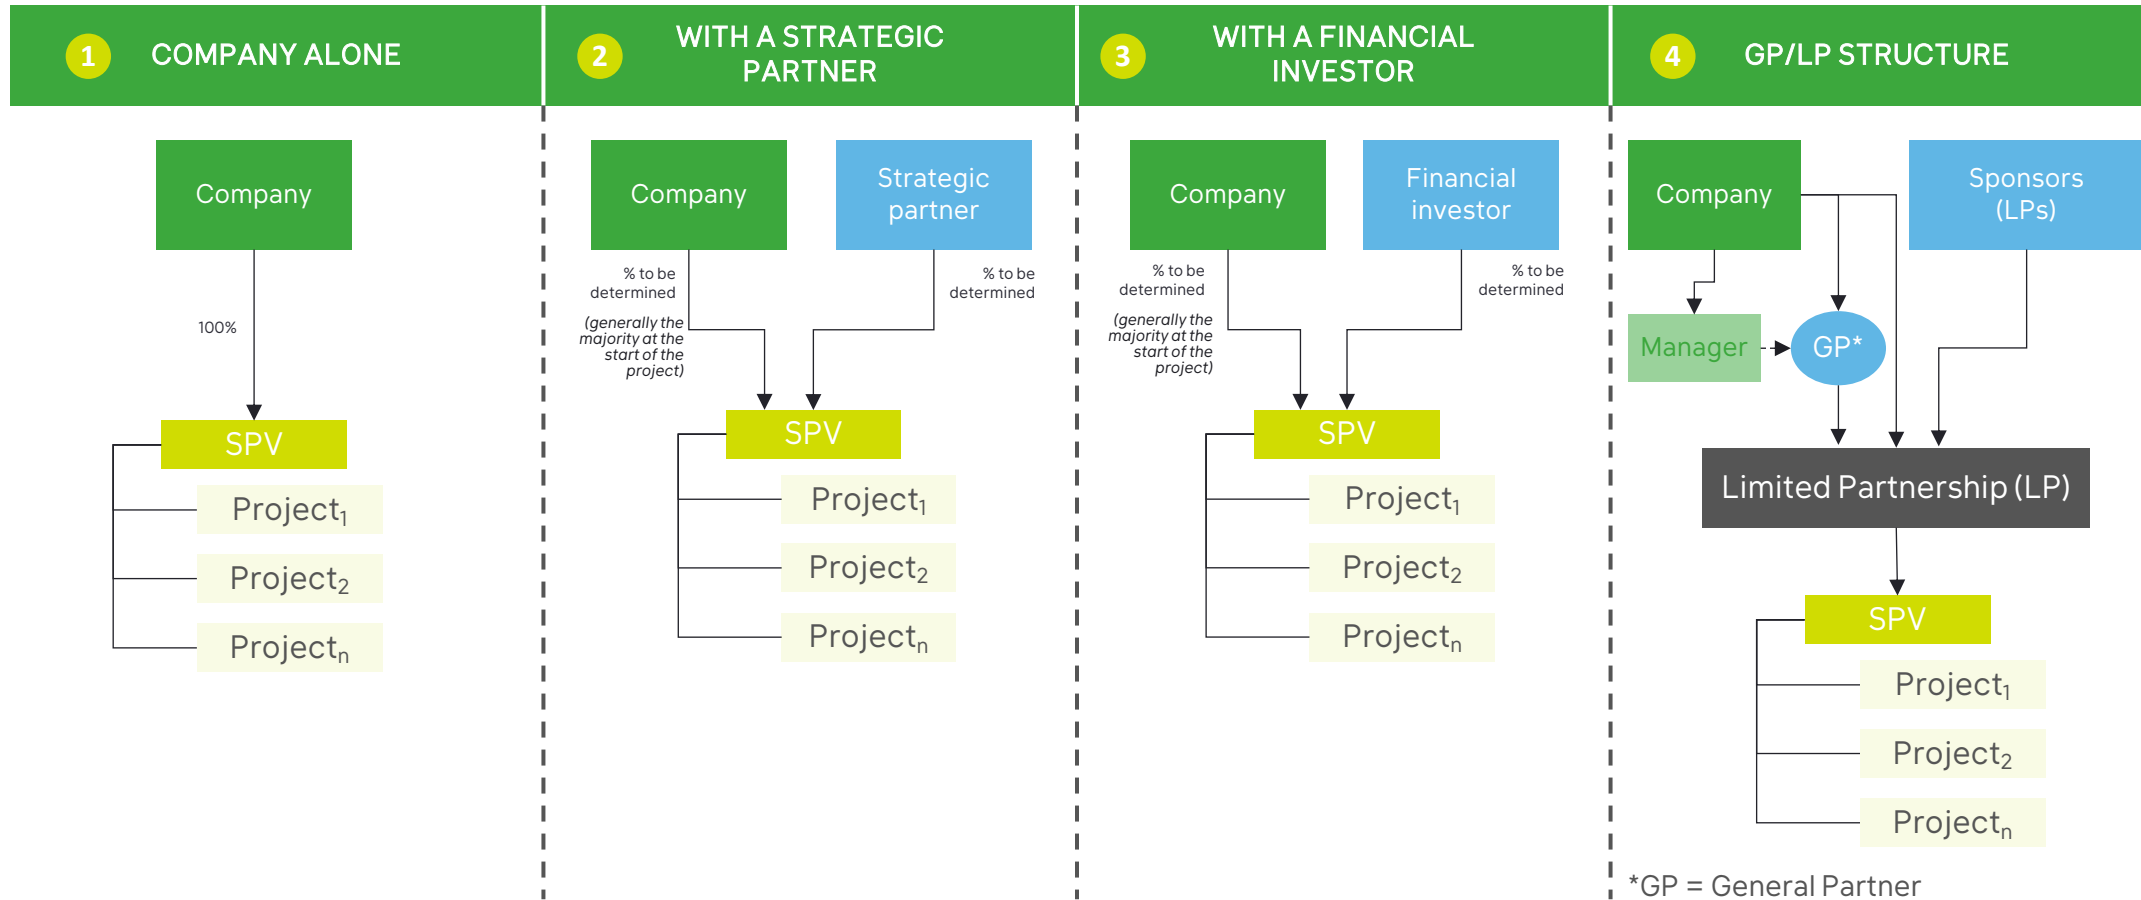 1
COMPANY ALONE
Company
100%
SPV
Project1
Project2
Projectn
2
WITH A STRATEGIC
PARTNER
Company
Strategic
partner
% to be
determined
(generally the
majority at the
start of the
project)
% to be
determined
SPV
Project1
Project2
Projectn
3
WITH A FINANCIAL
INVESTOR
Company
Financial
investor
% to be
determined
(generally the
majority at the
start of the
project)
% to be
determined
SPV
Project1
Project2
Projectn
4
GP/LP STRUCTURE
Company
Sponsors
(LPs)
Manager
GP*
Limited Partnership (LP)
SPV
Project1
Project2
Projectn
*GP = General Partner